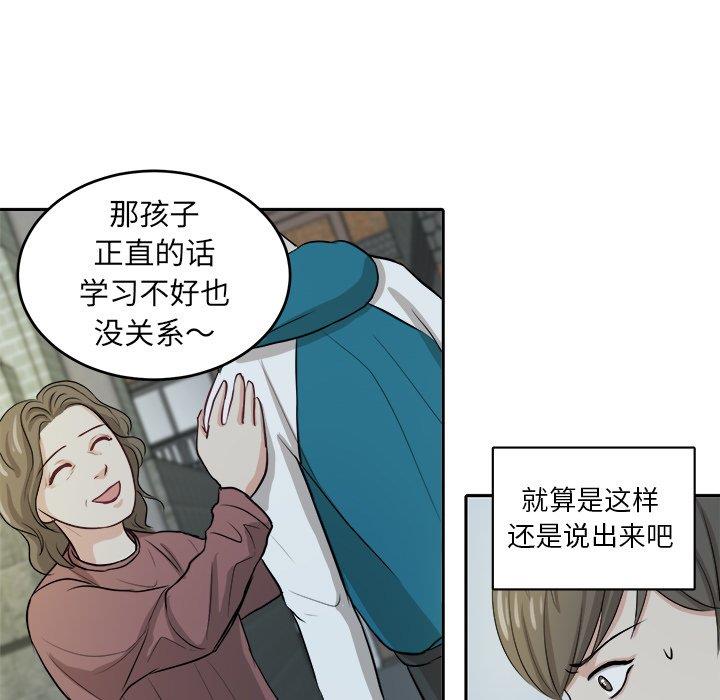 那孩子
正直的话
学习不好也
没关系～
就算是这样
还是说出来吧